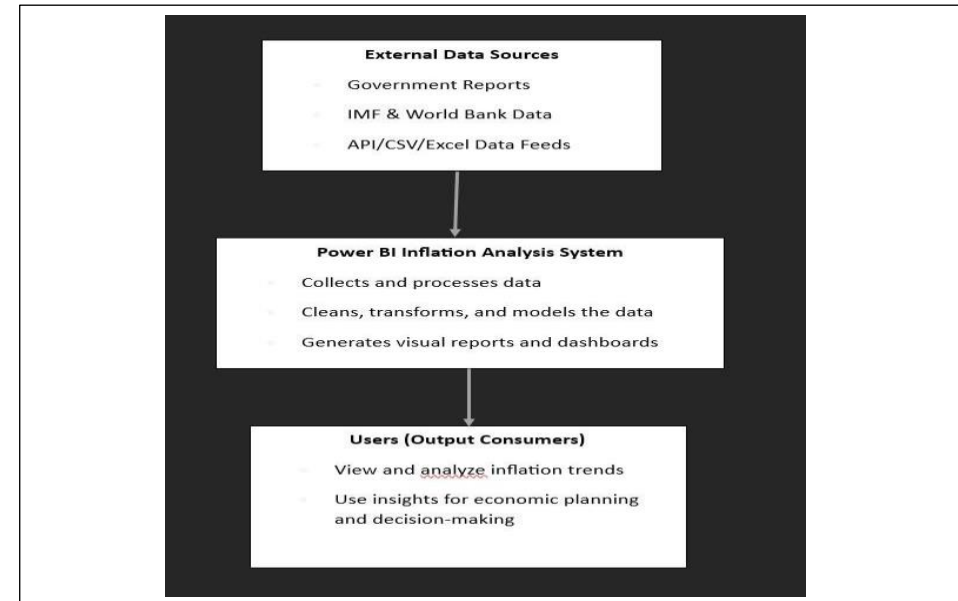 External Data Sources
Government Reports
IMF & World Bank Data
API/CSV/Excel Data Feeds
Power BI Inflation Analysis System
Collects and processes data
Cleans, transforms, and models the data
Generates visual reports and dashboards
Users (Output Consumers)
View and analyze inflation trends
Use insights for economic planning
and decision-making